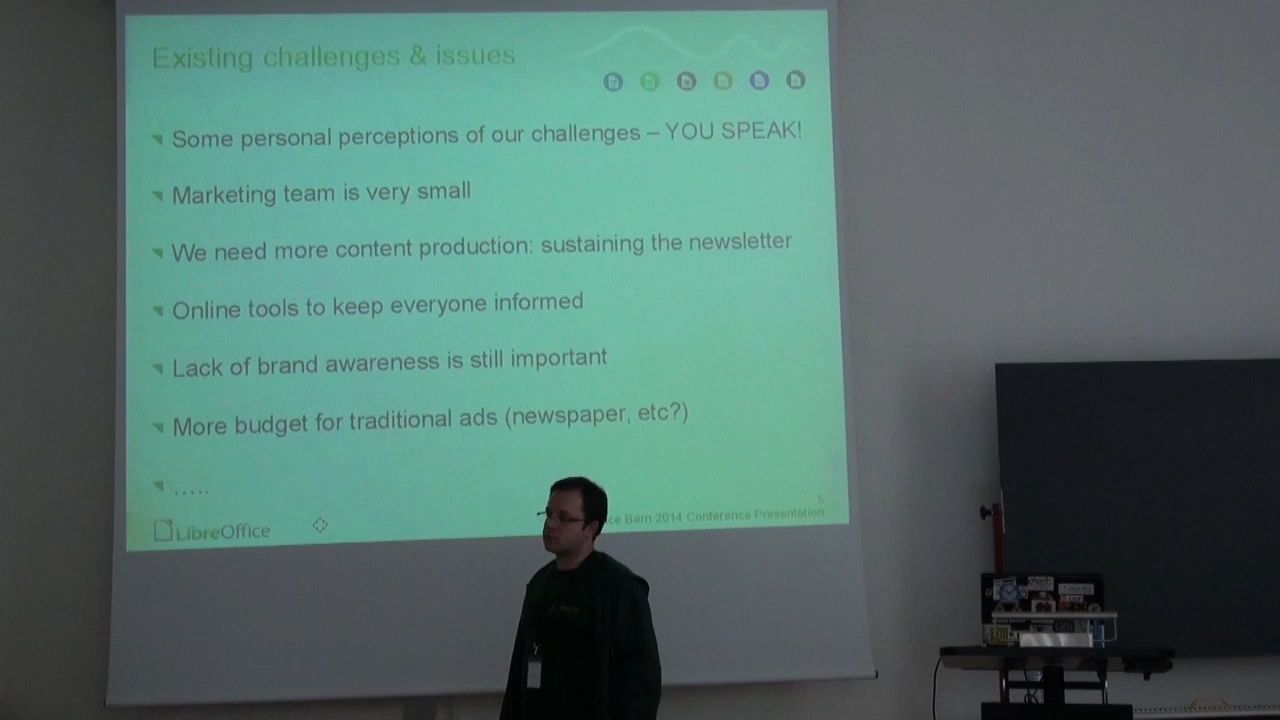 Existing challenges & issues
Some personal perceptions of our challenges – YOU SPEAK!
Marketing team is very small
We need more content production: sustaining the newsletter
Online tools to keep everyone informed
Lack of brand awareness is still important
More budget for traditional ads (newspaper, etc?)
.....
5
LibreOffice
ce Bern 2014 Conference Presentation